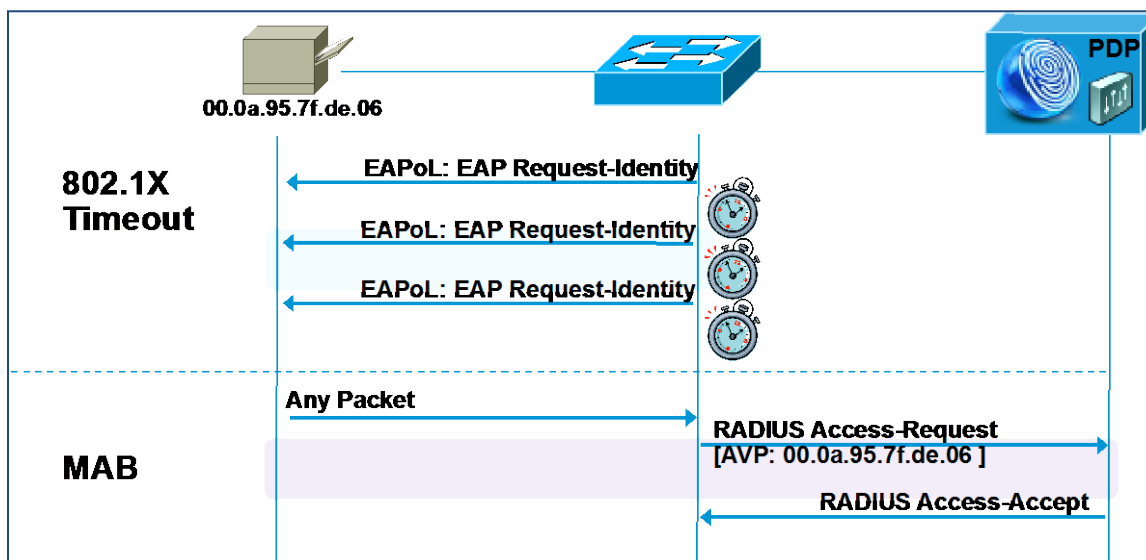 PDP
00.0a.95.7f.de.06
802.1X
Timeout
EAPoL: EAP Request-Identity
EAPoL: EAP Request-Identity
EAPoL: EAP Request-Identity
MAB
Any Packet
RADIUS Access-Request
[AVP: 00.0a.95.7f.de.06 ]
RADIUS Access-Accept